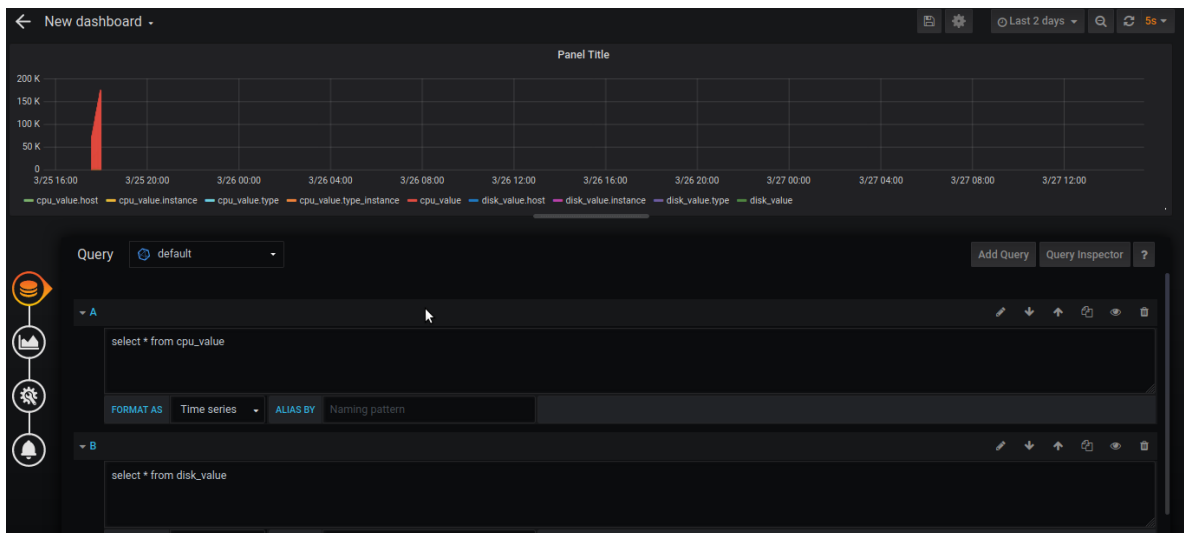 New dashboard
Last 2 days 5s
Panel Title
200 K
150 K
100 K
50 K
0
3/25 16:00 3/25 20:00 3/26 00:00 3/26 04:00 3/26 08:00 3/26 12:00 3/26 16:00 3/26 20:00 3/27 00:00 3/27 04:00 3/27 08:00 3/27 12:00
cpu_value.host cpu_value.instance cpu_value.type cpu_value.type_instance cpu_value disk_value.host disk_value.instance disk_value.type disk_value
Query default Add Query Query Inspector ?
A
select * from cpu_value
FORMAT AS Time series ALIAS BY Naming pattern
B
select * from disk_value